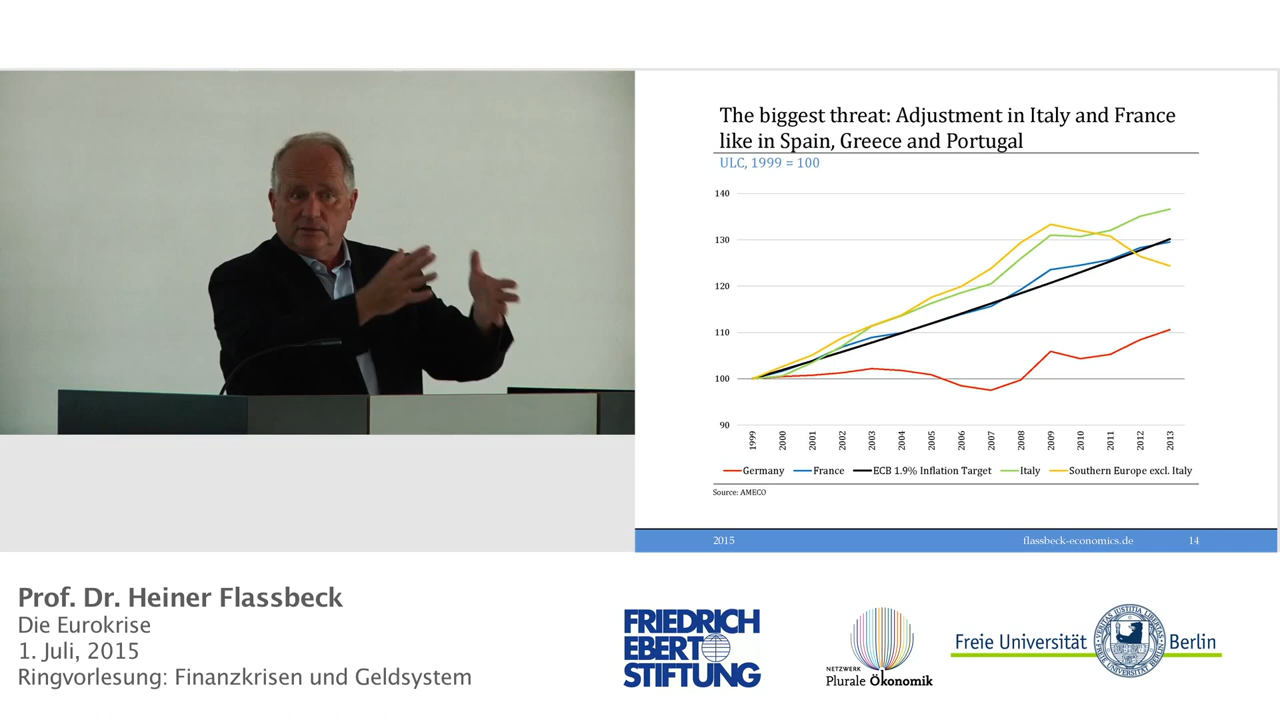 The biggest threat: Adjustment in Italy and France
like in Spain, Greece and Portugal
ULC, 1999 = 100
140
130
120
110
100
90
1999
2000
2001
2002
2003
2004
2005
2006
2007
2008
2009
2010
2011
2012
2013
Germany France ECB 1.9% Inflation Target Italy Southern Europe excl. Italy
Source: AMECO
2015 flassbeck-economics.de 14
Prof. Dr. Heiner Flassbeck
Die Eurokrise
1. Juli, 2015
Ringvorlesung: Finanzkrisen und Geldsystem
FRIEDRICH
EBERT
STIFTUNG
NETZWERK
Plurale Ökonomik
Freie Universität Berlin